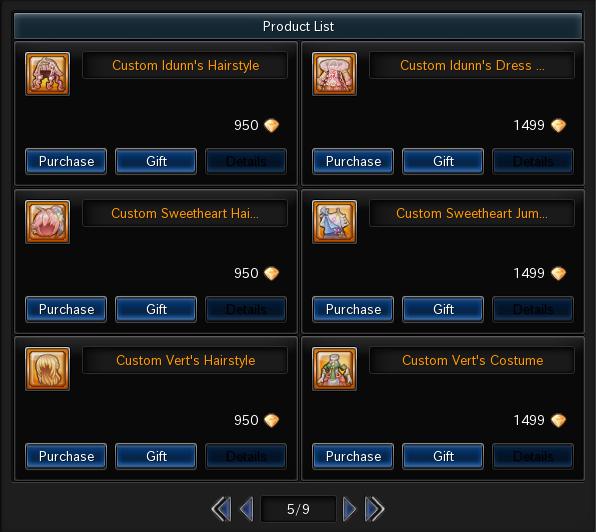 Product List
Custom Idunn's Hairstyle
950
Purchase Gift Details
Custom Idunn's Dress ...
1499
Purchase Gift Details
Custom Sweetheart Hai...
950
Purchase Gift Details
Custom Sweetheart Jum...
1499
Purchase Gift Details
Custom Vert's Hairstyle
950
Purchase Gift Details
Custom Vert's Costume
1499
Purchase Gift Details
5/9